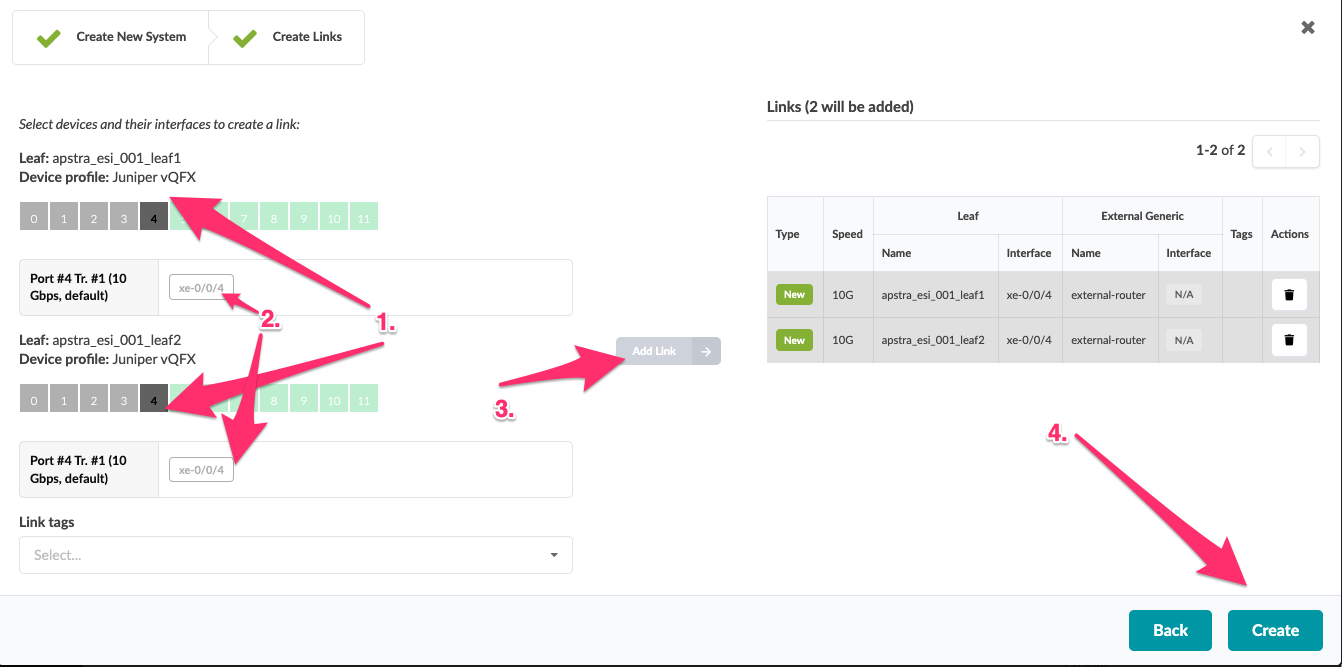 Create New System
Create Links
Select devices and their interfaces to create a link:
Leaf: apstra_esi_001_leaf1
Device profile: Juniper vQFX
0 1 2 3 4 7 8 9 10 11
Port #4 Tr. #1 (10
Gbps, default)
xe-0/0/4
2.
1.
Leaf: apstra_esi_001_leaf2
Device profile: Juniper vQFX
0 1 2 3 4 8 9 10 11
Port #4 Tr. #1 (10
Gbps, default)
xe-0/0/4
Link tags
Select...
Add Link
3.
Links (2 will be added)
1-2 of 2
Type Speed Leaf External Generic Tags Actions
Name Interface Name Interface
New 10G apstra_esi_001_leaf1 xe-0/0/4 external-router N/A
New 10G apstra_esi_001_leaf2 xe-0/0/4 external-router N/A
4.
Back
Create